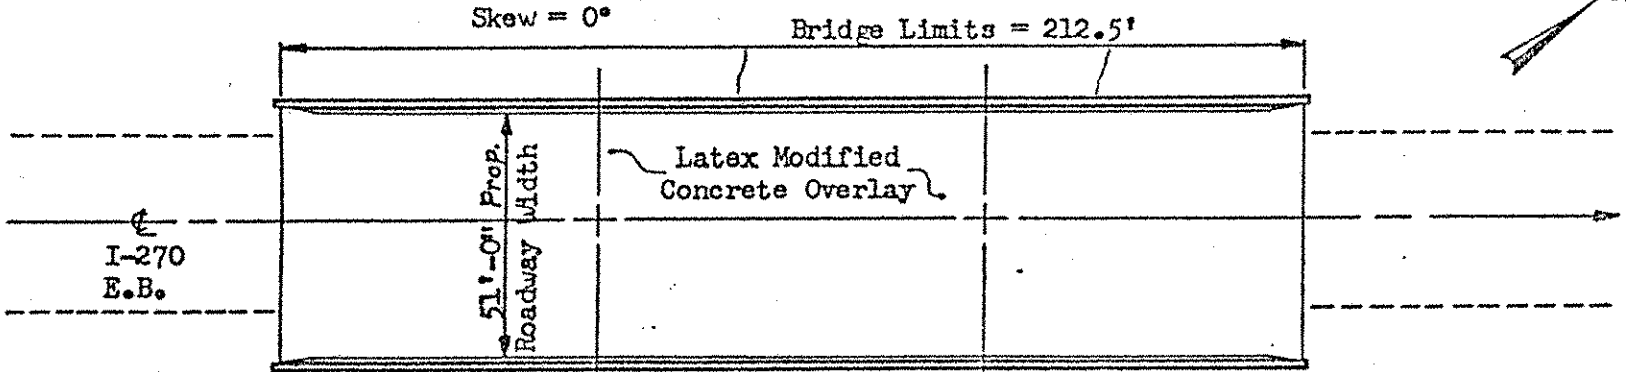 Skew = 0°
Bridge Limits = 212.5'
Latex Modified
Concrete Overlay
51'-0" Prop.
Roadway Width
℄
I-270
E.B.